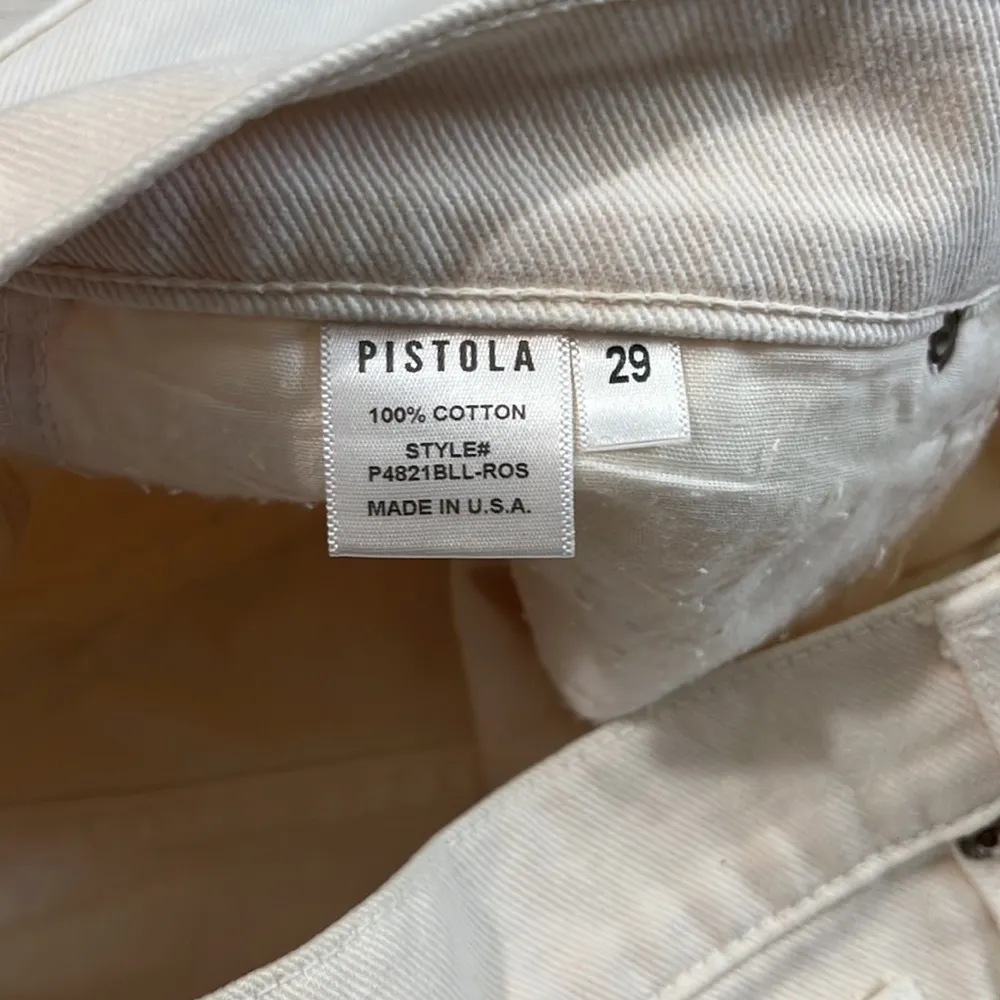 PISTOLA
100% COTTON
STYLE#
P4821BLL-ROS
MADE IN U.S.A.
29